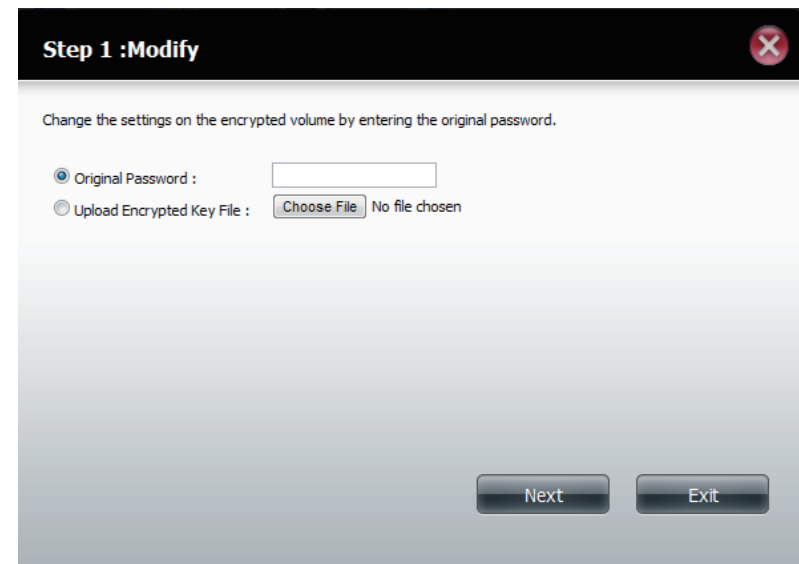 Step 1 :Modify
Change the settings on the encrypted volume by entering the original password.
Original Password :
Upload Encrypted Key File : Choose File No file chosen
Next Exit